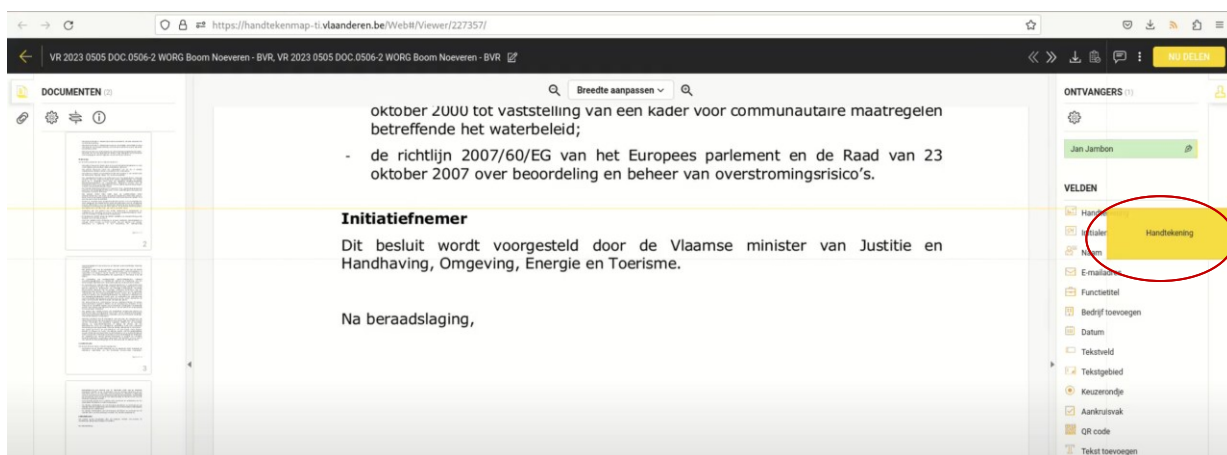 https://handtekenmap-ti.vlaanderen.be/Web#/Viewer/227357/
VR 2023 0505 DOC.0506-2 WORG Boom Noeveren - BVR, VR 2023 0505 DOC.0506-2 WORG Boom Noeveren - BVR
NU DELEN
DOCUMENTEN (2)
2
3
Breedte aanpassen
oktober 2000 tot vaststelling van een kader voor communautaire maatregelen
betreffende het waterbeleid;
- de richtlijn 2007/60/EG van het Europees parlement en de Raad van 23
oktober 2007 over beoordeling en beheer van overstromingsrisico's.
Initiatiefnemer
Dit besluit wordt voorgesteld door de Vlaamse minister van Justitie en
Handhaving, Omgeving, Energie en Toerisme.
Na beraadslaging,
ONTVANGERS (1)
Jan Jambon
VELDEN
Handtekening
Initialen
Naam
E-mailadres
Functietitel
Bedrijf toevoegen
Datum
Tekstveld
Tekstgebied
Keuzerondje
Aankruisvak
QR code
Tekst toevoegen